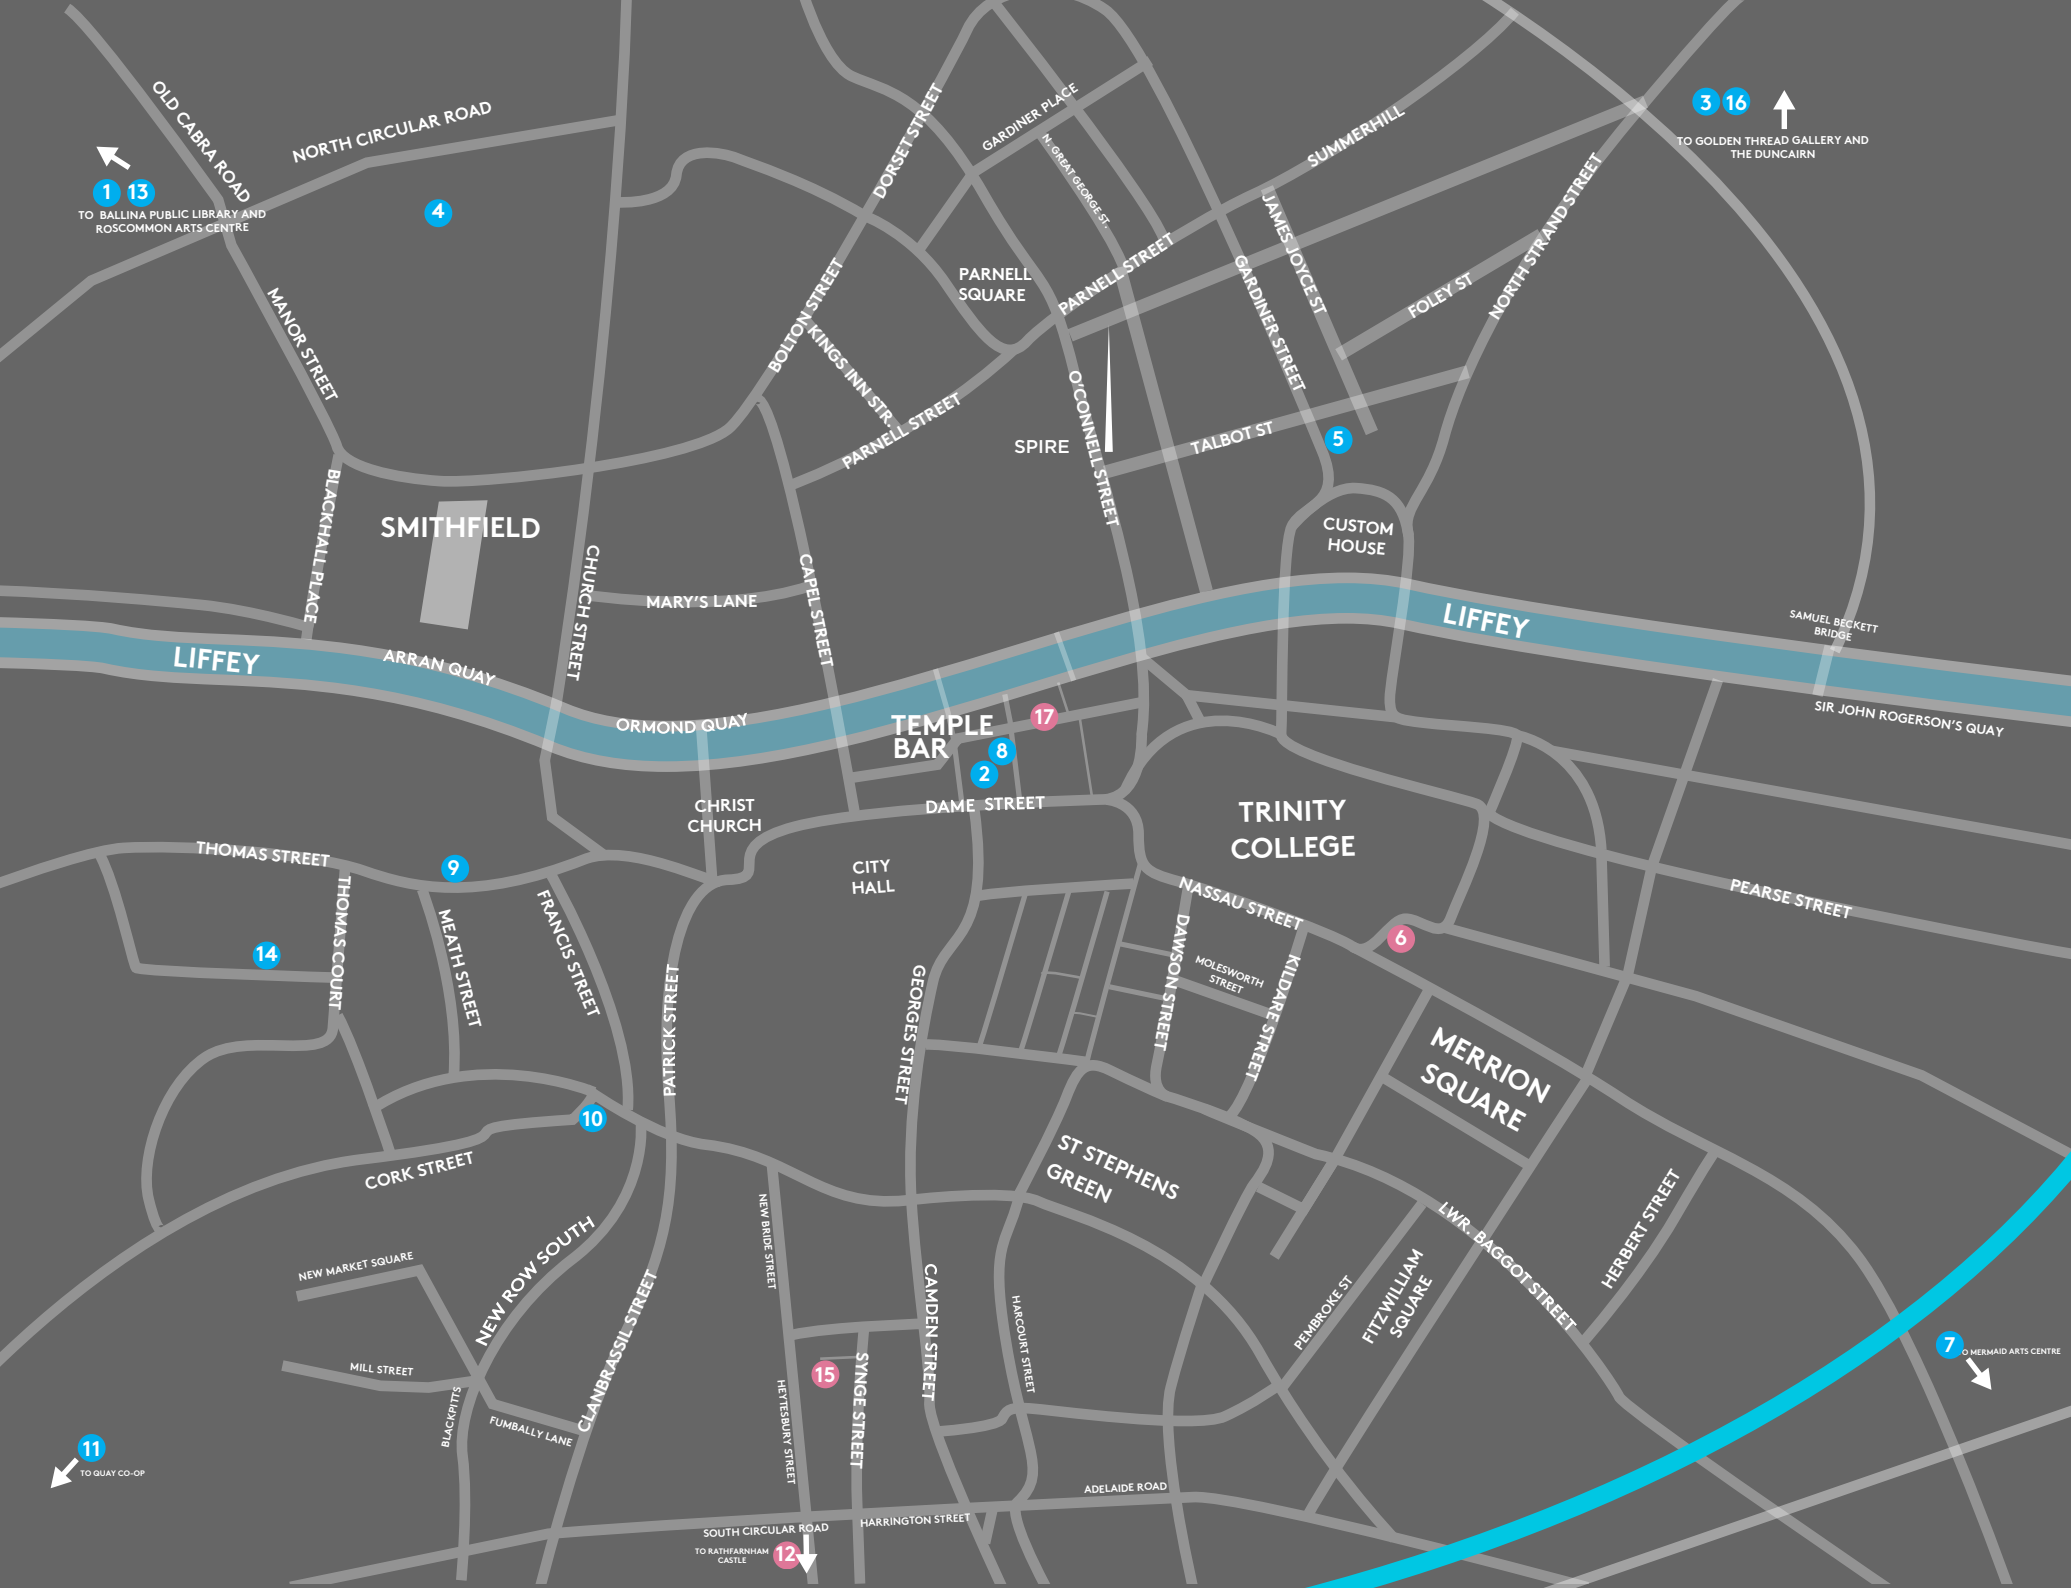 OLD CABRA ROAD
NORTH CIRCULAR ROAD
1 13
TO BALLINA PUBLIC LIBRARY AND
ROSCOMMON ARTS CENTRE
4
MANOR STREET
BLACKHALL PLACE
SMITHFIELD
DORSET STREET
GARDINER PLACE
N. GREAT GEORGE ST.
SUMMERHILL
3 16
TO GOLDEN THREAD GALLERY AND
THE DUNCAIRN
PARNELL
SQUARE
PARNELL STREET
JAMES JOYCE ST
GARDINER STREET
FOLEY ST
NORTH STRAND STREET
BOLTON STREET
KINGS INN STR.
PARNELL STREET
O'CONNELL STREET
SPIRE
TALBOT ST
5
CUSTOM
HOUSE
CHURCH STREET
MARY'S LANE
CAPEL STREET
LIFFEY
SAMUEL BECKETT
BRIDGE
SIR JOHN ROGERSON'S QUAY
LIFFEY
ARRAN QUAY
ORMOND QUAY
TEMPLE
BAR
17
8
2
CHRIST
CHURCH
DAME STREET
CITY
HALL
TRINITY
COLLEGE
THOMAS STREET
9
THOMAS COURT
14
MEATH STREET
FRANCIS STREET
PATRICK STREET
GEORGES STREET
NASSAU STREET
DAWSON STREET
MOLESWORTH
STREET
KILDARE STREET
6
PEARSE STREET
MERRION
SQUARE
10
CORK STREET
ST STEPHENS
GREEN
NEW MARKET SQUARE
NEW ROW SOUTH
NEW BRIDE STREET
MILL STREET
BLACKPITTS
FUMBALLY LANE
CLANBRASSIL STREET
HEYTESBURY STREET
15
SYNGE STREET
CAMDEN STREET
HARCOURT STREET
PEMBROKE ST
FITZWILLIAM
SQUARE
LWR. BAGGOT STREET
HERBERT STREET
7
O MERMAID ARTS CENTRE
11
TO QUAY CO-OP
ADELAIDE ROAD
HARRINGTON STREET
SOUTH CIRCULAR ROAD
TO RATHFARNHAM
CASTLE
12